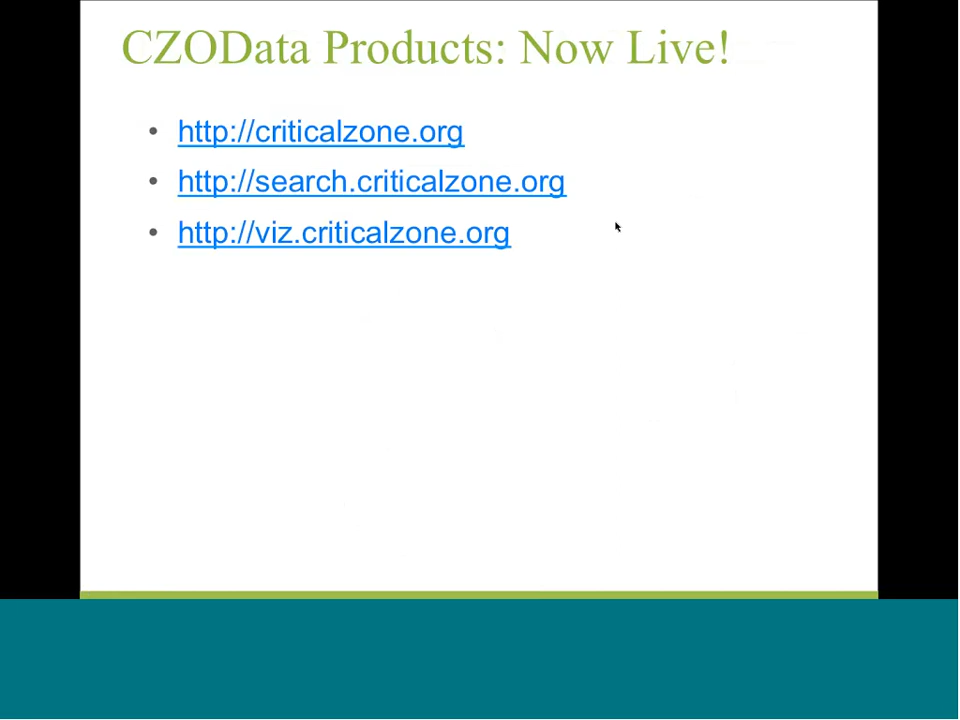 CZOData Products: Now Live!
• http://criticalzone.org
• http://search.criticalzone.org
• http://viz.criticalzone.org